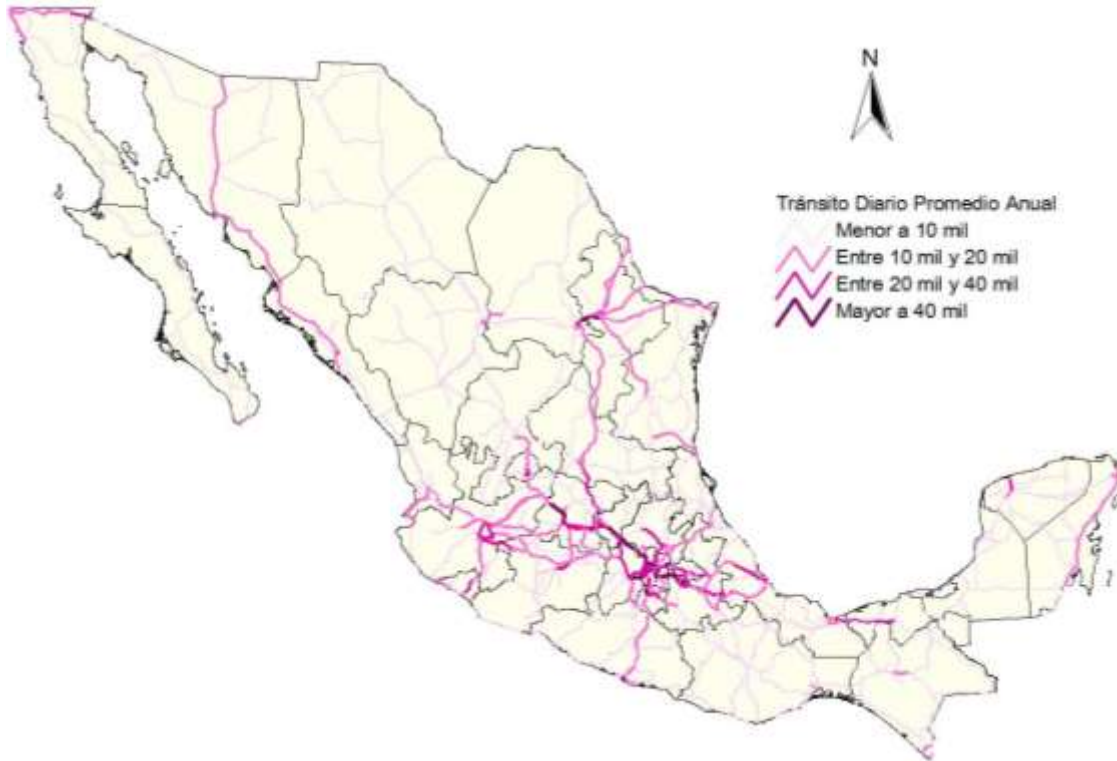 N
Tránsito Diario Promedio Anual
Menor a 10 mil
Entre 10 mil y 20 mil
Entre 20 mil y 40 mil
Mayor a 40 mil